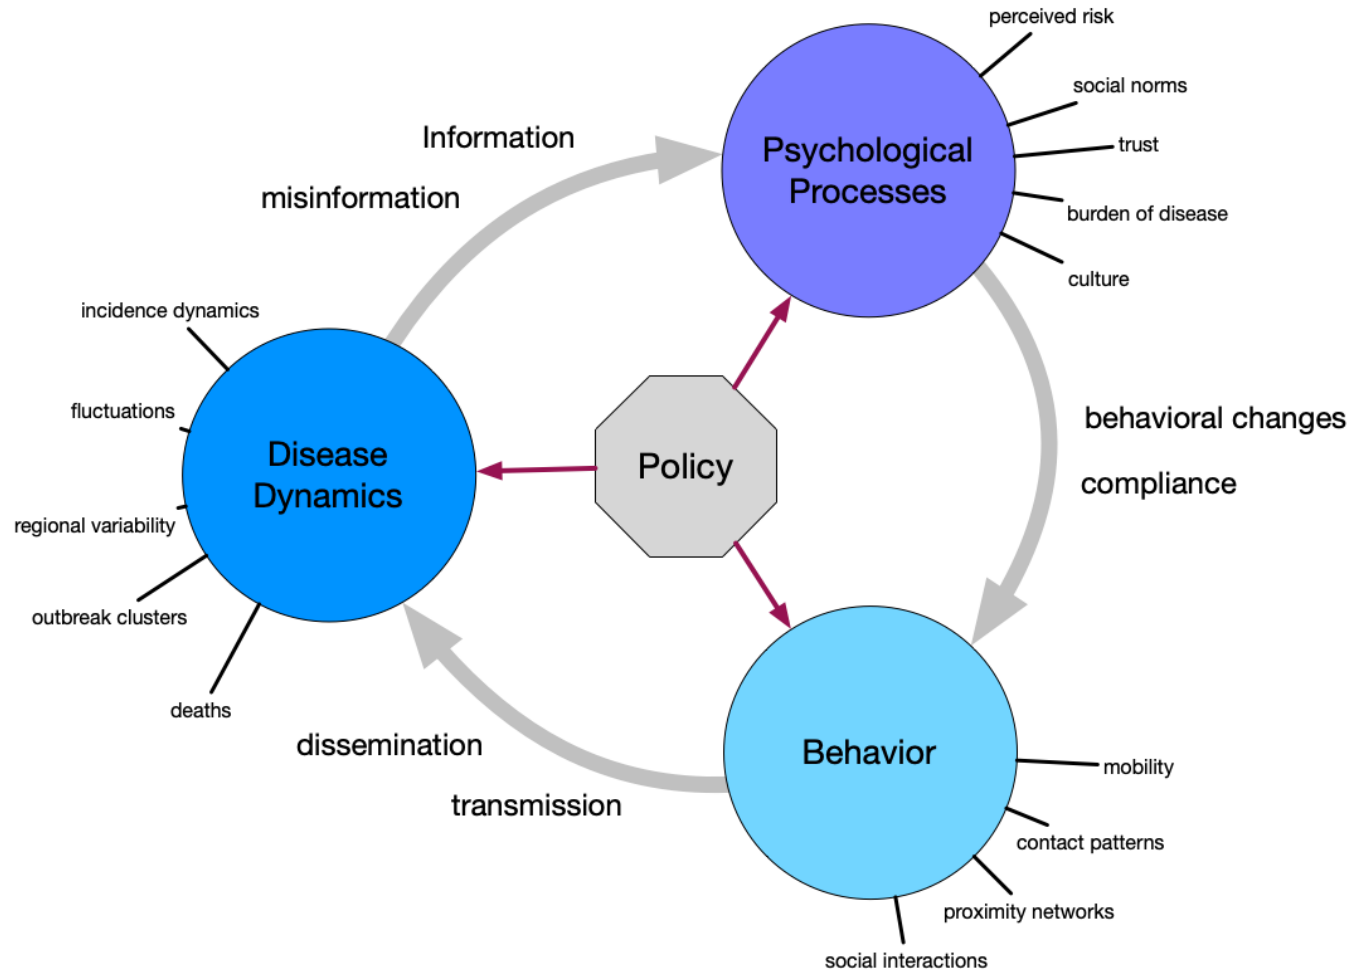 perceived risk
social norms
Information
trust
Psychological
Processes
misinformation
burden of disease
culture
incidence dynamics
fluctuations
behavioral changes
Disease
Dynamics
Policy
compliance
regional variability
outbreak clusters
deaths
dissemination
Behavior
mobility
transmission
contact patterns
proximity networks
social interactions